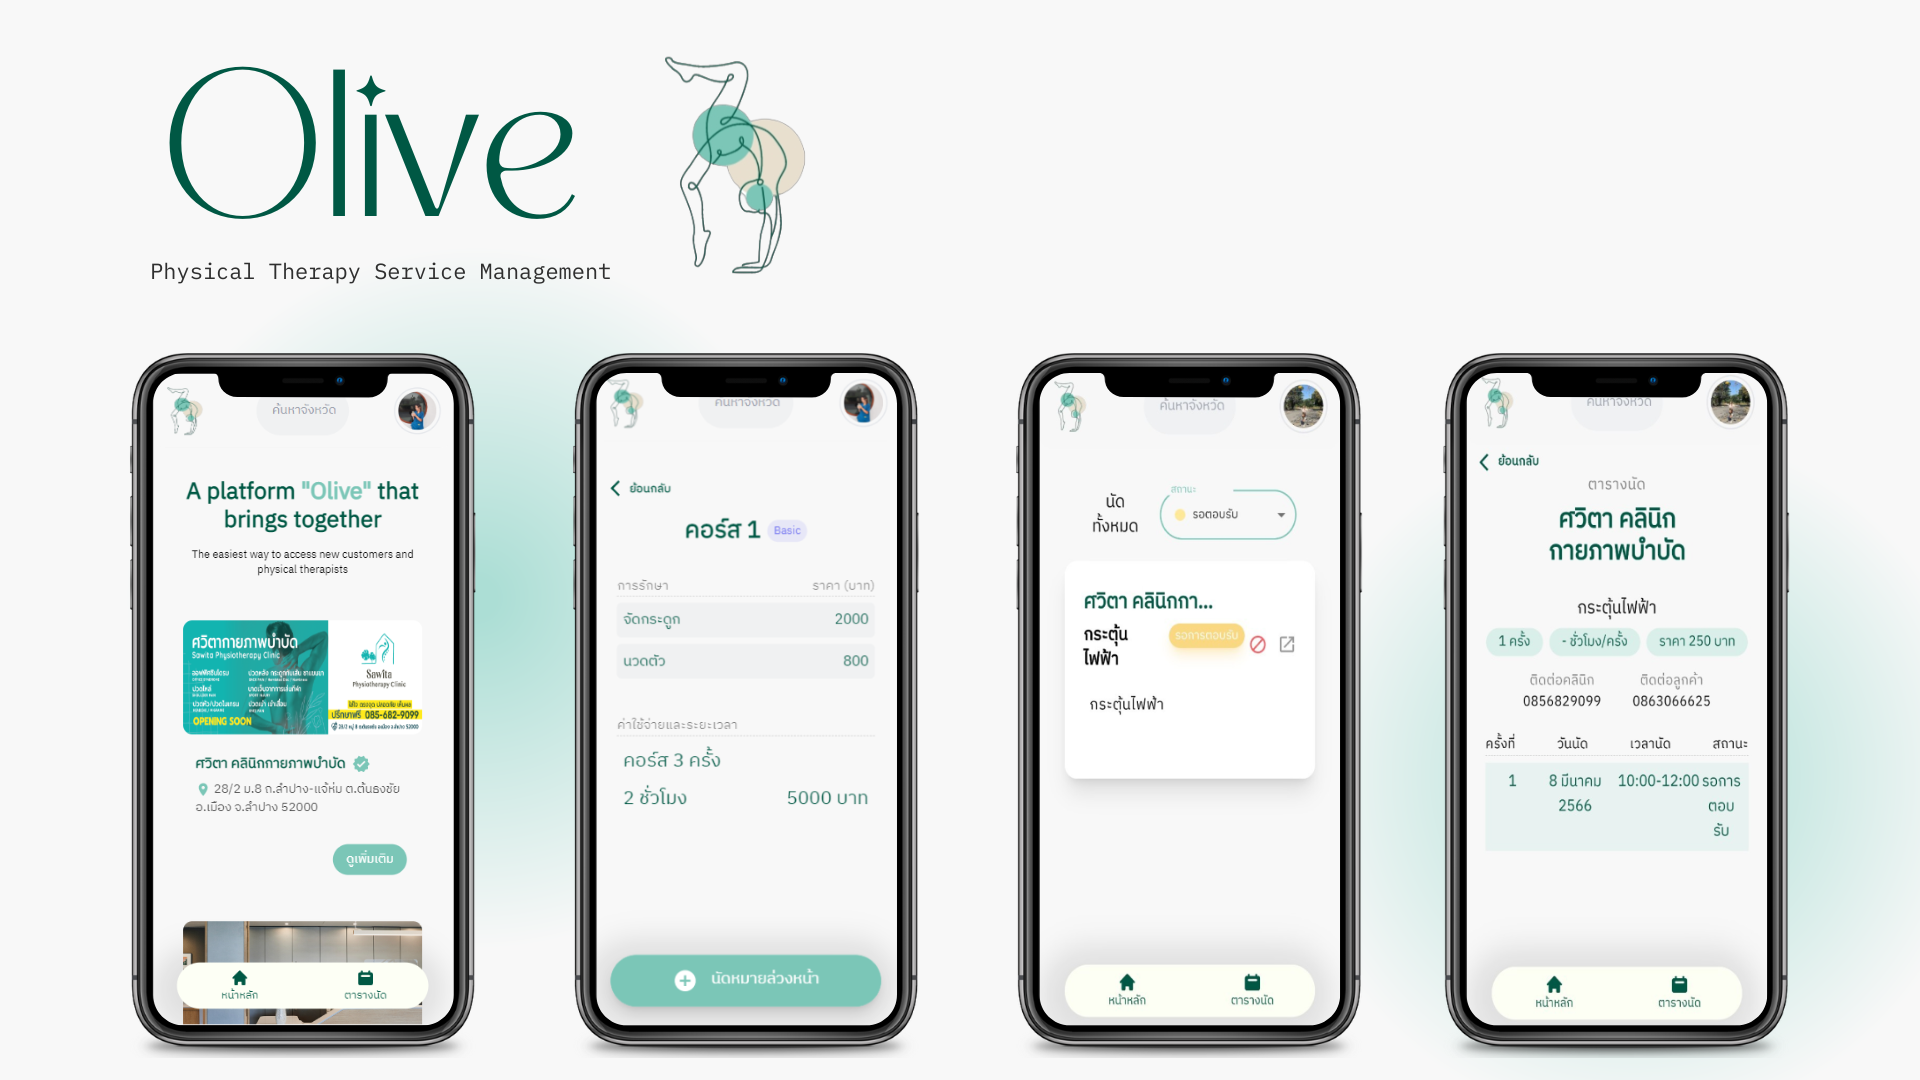 Olive
Physical Therapy Service Management
ค้นหาจังหวัด
A platform "Olive" that
brings together
The easiest way to access new customers and
physical therapists
ศวิตากายภาพบำบัด
Sawita Physiotherapy Clinic
ออฟฟิศซินโดรม
ปวดไหล่
OPENING SOON
Sawita
Physiotherapy Clinic
ปรึกษาฟรี 085-682-9099
ศวิตา คลินิกกายภาพบำบัด
28/2 ม.8 ถ.ลำปาง-แจ้ห่ม ต.ต้นธงชัย
อ.เมือง จ.ลำปาง 52000
ดูเพิ่มเติม
หน้าหลัก
ตารางนัด
ค้นหาจังหวัด
ย้อนกลับ
คอร์ส 1 Basic
การรักษา ราคา (บาท)
จัดกระดูก 2000
นวดตัว 800
ค่าใช้จ่ายและระยะเวลา
คอร์ส 3 ครั้ง
2 ชั่วโมง 5000 บาท
นัดหมายล่วงหน้า
ค้นหาจังหวัด
นัด
ทั้งหมด
สถานะ
รอตอบรับ
ศวิตา คลินิกกา...
กระตุ้น
ไฟฟ้า
รอการตอบรับ
กระตุ้นไฟฟ้า
หน้าหลัก
ตารางนัด
ค้นหาจังหวัด
ย้อนกลับ
ตารางนัด
ศวิตา คลินิก
กายภาพบำบัด
กระตุ้นไฟฟ้า
1 ครั้ง - ชั่วโมง/ครั้ง ราคา 250 บาท
ติดต่อคลินิก ติดต่อลูกค้า
0856829099 0863066625
ครั้งที่ วันนัด เวลานัด สถานะ
1 8 มีนาคม 10:00-12:00 รอการ
2566 ตอบ
รับ
หน้าหลัก
ตารางนัด